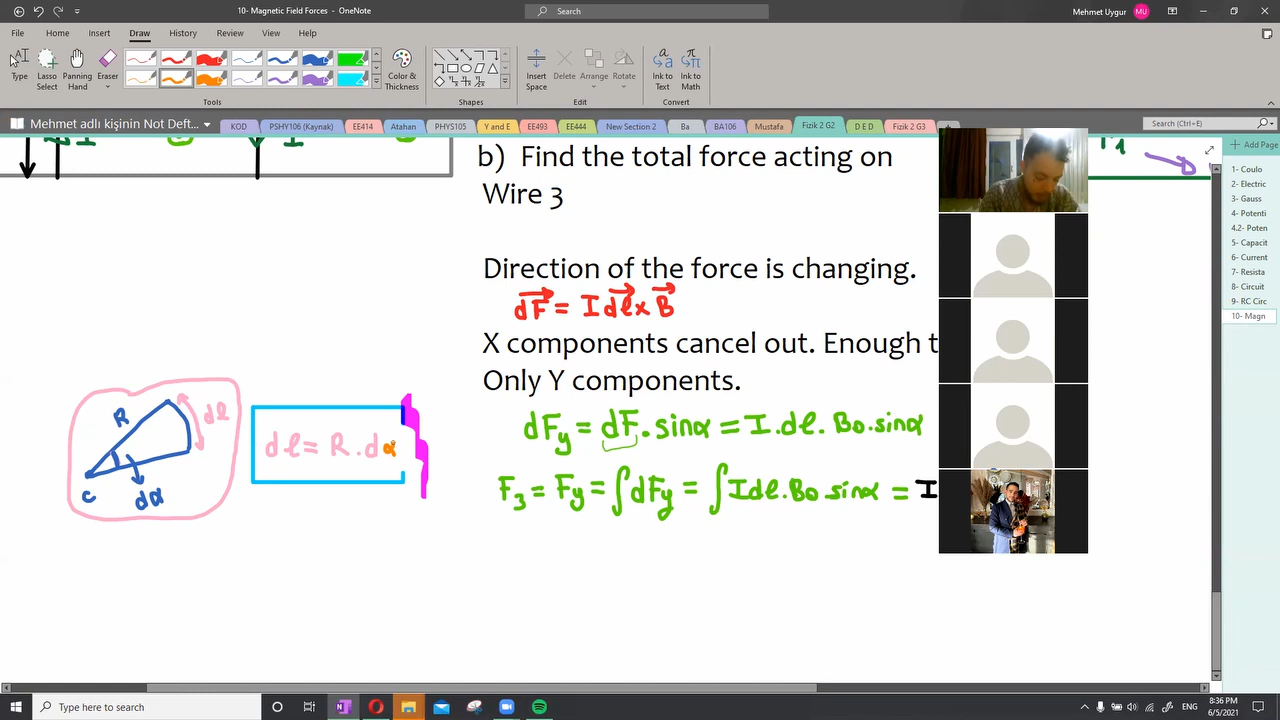 10- Magnetic Field Forces - OneNote
Search
Mehmet Uygur
MU
File Home Insert Draw History Review View Help
Type
Lasso Select
Panning Hand
Eraser
Color & Thickness
Insert Space
Delete
Arrange
Rotate
Ink to Text
Ink to Math
Tools
Shapes
Edit
Convert
Mehmet adlı kişinin Not Deft...
KOD
PSHY106 (Kaynak)
EE414
Atahan
PHYS105
Y and E
EE493
EE444
New Section 2
Ba
BA106
Mustafa
Fizik 2 G2
D E D
Fizik 2 G3
Search (Ctrl+E)
Add Page
1- Coulo
2- Electric
3- Gauss
4- Potenti
4.2- Poten
5- Capacit
6- Current
7- Resista
8- Circuit
9- RC Circ
10- Magn
I
I
b) Find the total force acting on
Wire 3
Direction of the force is changing.
dF = I dl x B
X components cancel out. Enough t
Only Y components.
dFy = dF . sinα = I . dl . B0 . sinα
F3 = Fy = ∫dFy = ∫Idl . B0 sinα = I
R
dl
C
dα
dl = R . dα
Type here to search
ENG
8:36 PM
6/5/2021